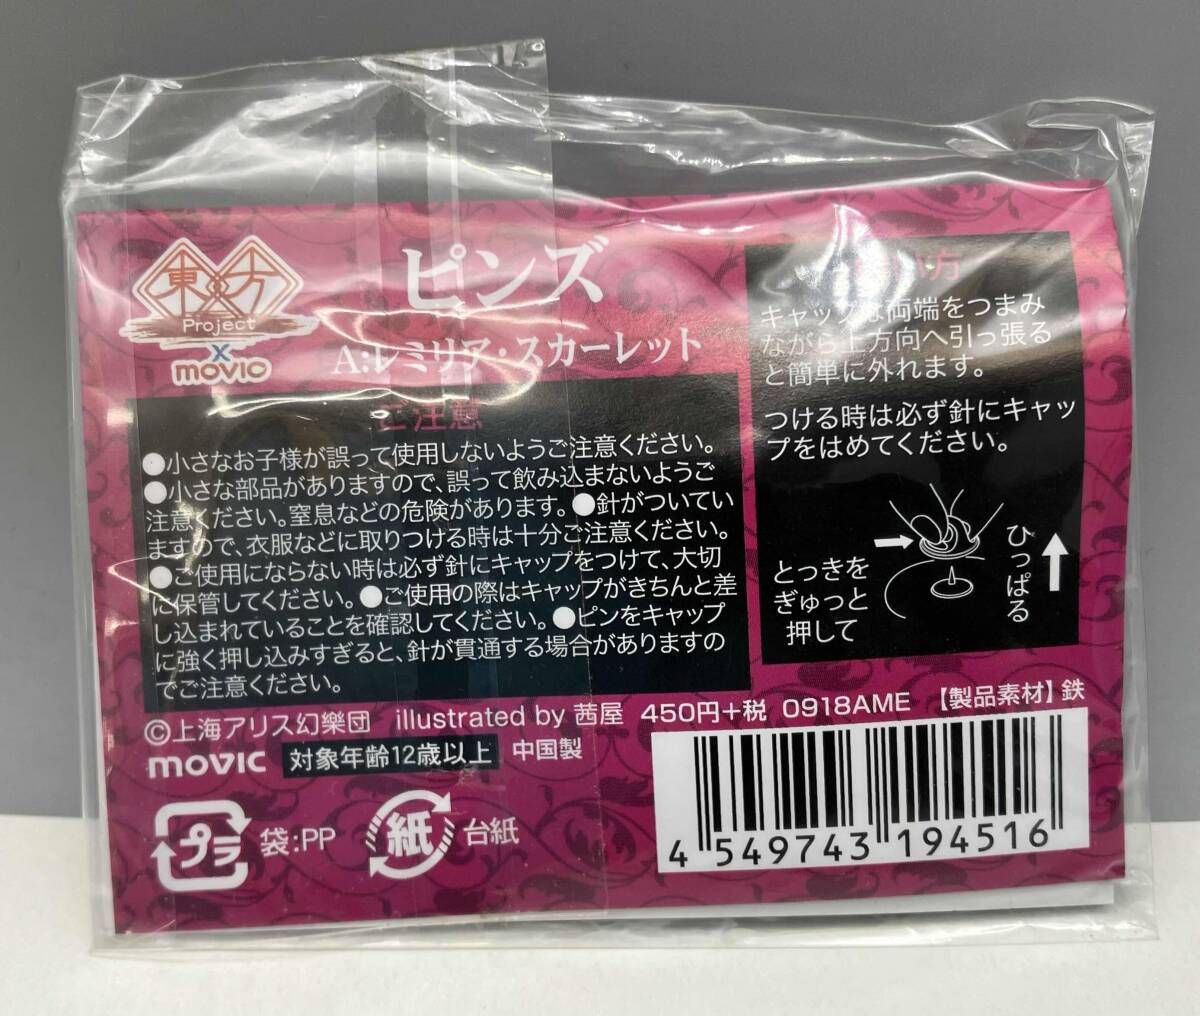 東方
Project
×
movic
ピンズ
A:レミリア・スカーレット
ご注意
●小さなお子様が誤って使用しないようご注意ください。
●小さな部品がありますので、誤って飲み込まないようご
注意ください。窒息などの危険があります。●針がついてい
ますので、衣服などに取りつける時は十分ご注意ください。
●ご使用にならない時は必ず針にキャップをつけて、大切
に保管してください。●ご使用の際はキャップがきちんと差
し込まれていることを確認してください。●ピンをキャップ
に強く押し込みすぎると、針が貫通する場合がありますの
でご注意ください。
い方
キャップは両端をつまみ
ながら上方向へ引っ張る
と簡単に外れます。
つける時は必ず針にキャッ
プをはめてください。
とっきを
ぎゅっと
押して
ひっぱる
©上海アリス幻樂団 illustrated by 茜屋 450円+税 0918AME 【製品素材】鉄
movic 対象年齢12歳以上 中国製
プラ 袋:PP 紙 台紙
4 549743 194516